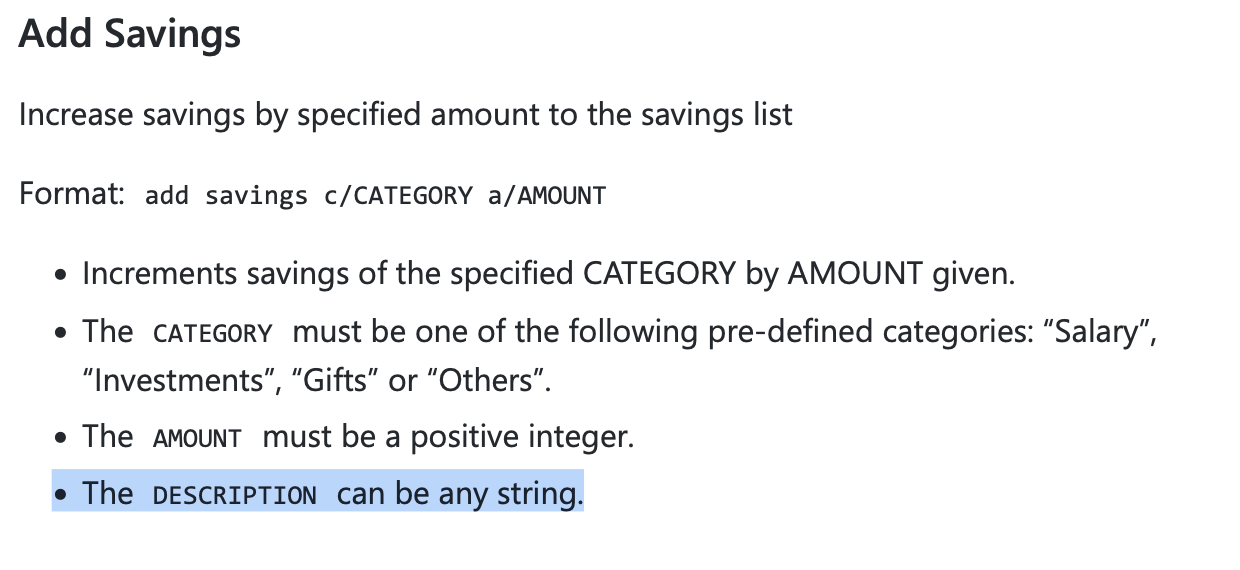 Add Savings
Increase savings by specified amount to the savings list
Format: add savings c/CATEGORY a/AMOUNT
• Increments savings of the specified CATEGORY by AMOUNT given.
• The CATEGORY must be one of the following pre-defined categories: “Salary”,
“Investments”, “Gifts” or “Others”.
• The AMOUNT must be a positive integer.
• The DESCRIPTION can be any string.